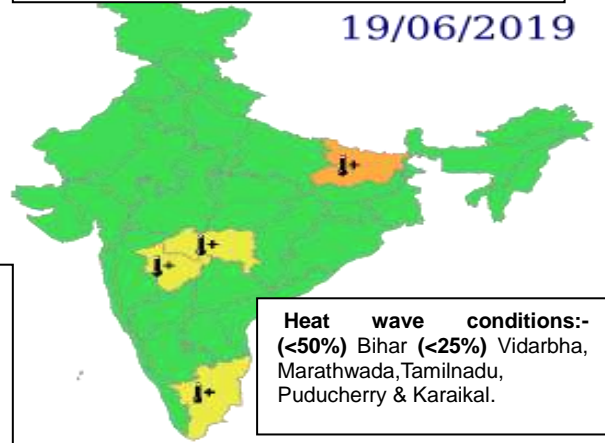 19/06/2019
Heat wave conditions:-
(<50%) Bihar (<25%) Vidarbha,
Marathwada,Tamilnadu,
Puducherry & Karaikal.